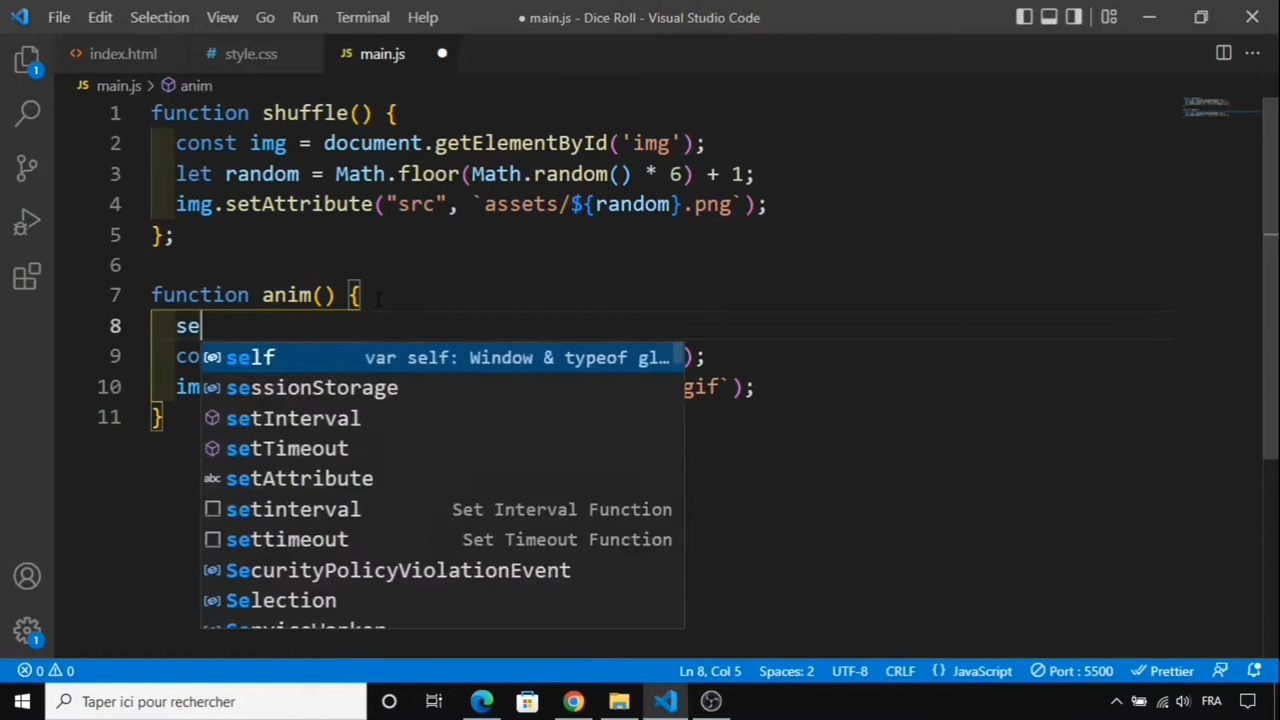 File Edit Selection View Go Run Terminal Help ● main.js - Dice Roll - Visual Studio Code
<> index.html # style.css JS main.js ●
JS main.js > anim
1 function shuffle() {
2 const img = document.getElementById('img');
3 let random = Math.floor(Math.random() * 6) + 1;
4 img.setAttribute("src", `assets/${random}.png`);
5 };
6
7 function anim() {
8 se
9 co );
10 im gif`);
11 }
self var self: Window & typeof gl…
sessionStorage
setInterval
setTimeout
abc setAttribute
setinterval Set Interval Function
settimeout Set Timeout Function
SecurityPolicyViolationEvent
Selection
ServiceWorker
1
1
0 0 Ln 8, Col 5 Spaces: 2 UTF-8 CRLF {} JavaScript Port : 5500 Prettier
Taper ici pour rechercher FRA